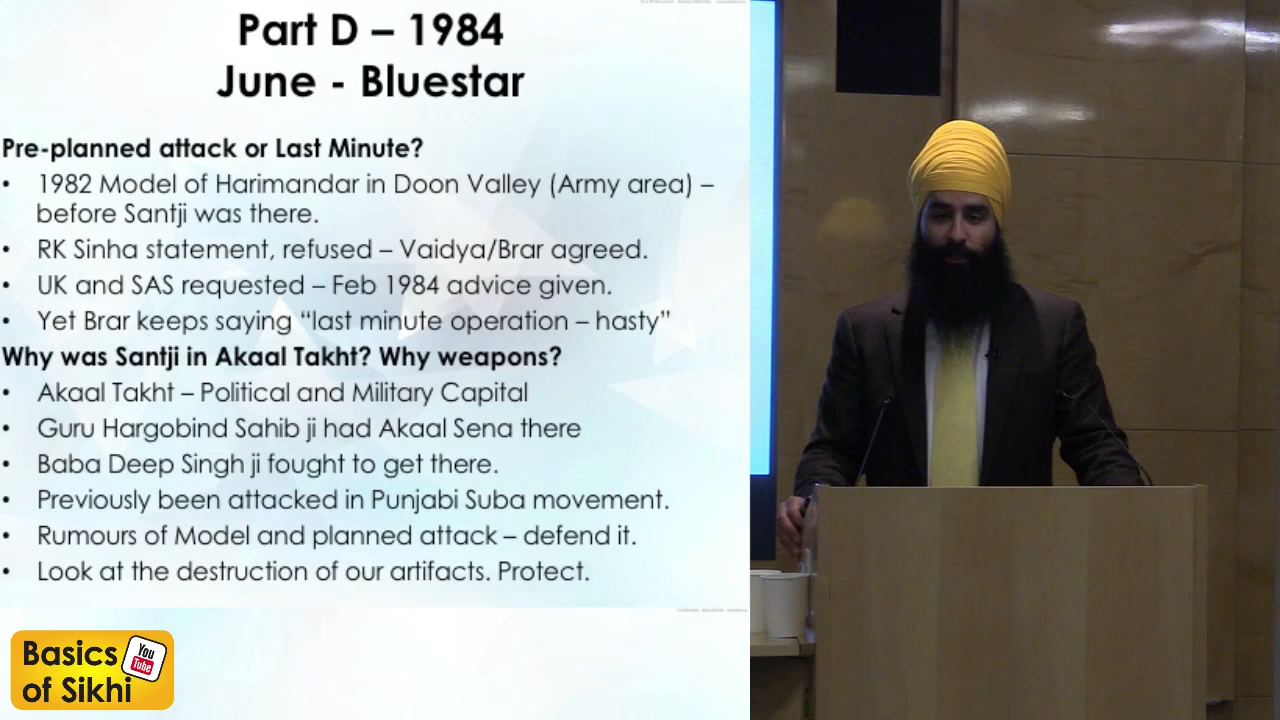 Part D – 1984
June - Bluestar
Pre-planned attack or Last Minute?
• 1982 Model of Harimandar in Doon Valley (Army area) –
before Santji was there.
• RK Sinha statement, refused – Vaidya/Brar agreed.
• UK and SAS requested – Feb 1984 advice given.
• Yet Brar keeps saying “last minute operation – hasty”
Why was Santji in Akaal Takht? Why weapons?
• Akaal Takht – Political and Military Capital
• Guru Hargobind Sahib ji had Akaal Sena there
• Baba Deep Singh ji fought to get there.
• Previously been attacked in Punjabi Suba movement.
• Rumours of Model and planned attack – defend it.
• Look at the destruction of our artifacts. Protect.
Basics
of Sikhi
You
Tube